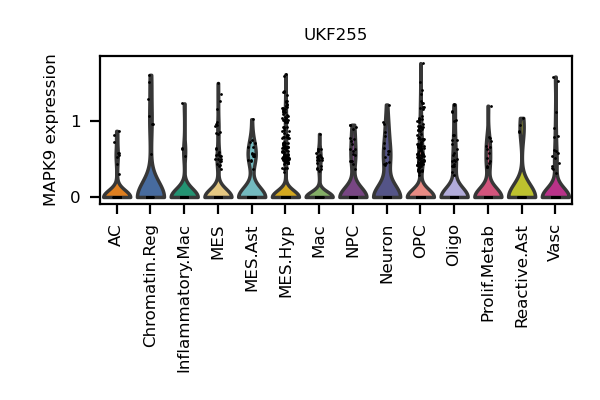 UKF255
MAPK9 expression
1
0
AC
Chromatin.Reg
Inflammatory.Mac
MES
MES.Ast
MES.Hyp
Mac
NPC
Neuron
OPC
Oligo
Prolif.Metab
Reactive.Ast
Vasc